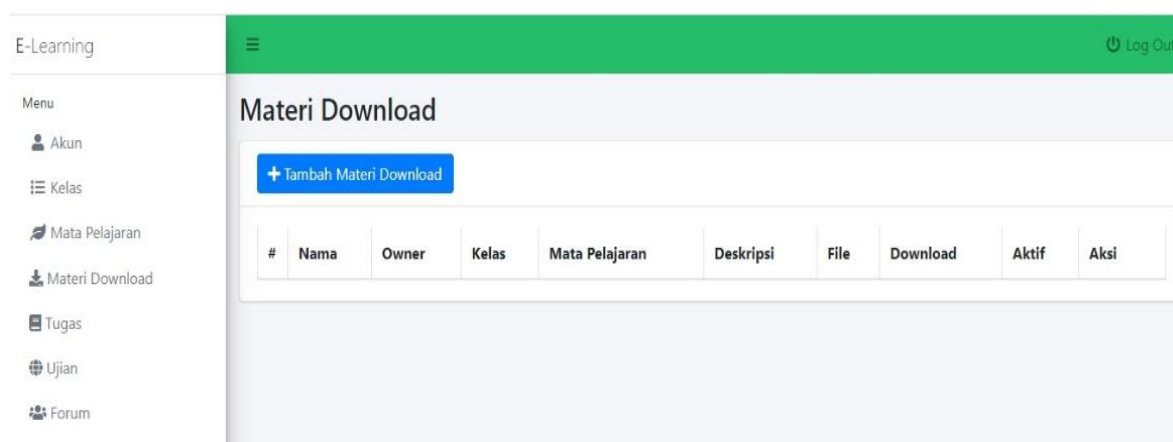 E-Learning
Log Out
Menu
Akun
Kelas
Mata Pelajaran
Materi Download
Tugas
Ujian
Forum
Materi Download
+ Tambah Materi Download
# Nama Owner Kelas Mata Pelajaran Deskripsi File Download Aktif Aksi